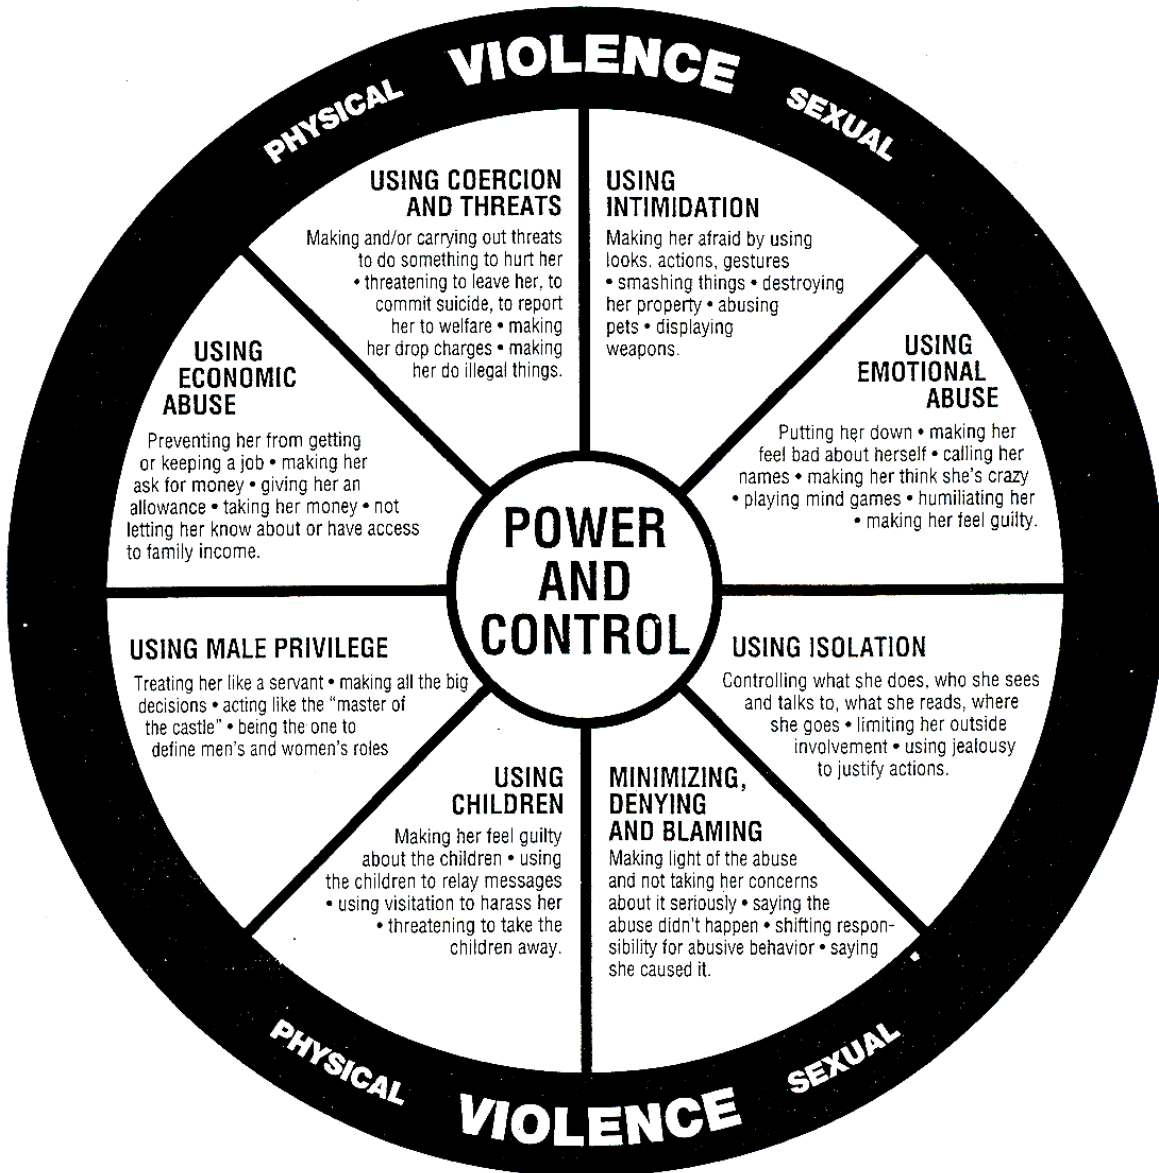 PHYSICAL VIOLENCE SEXUAL
USING COERCION
AND THREATS
Making and/or carrying out threats
to do something to hurt her
• threatening to leave her, to
commit suicide, to report
her to welfare • making
her drop charges • making
her do illegal things.
USING
INTIMIDATION
Making her afraid by using
looks, actions, gestures
• smashing things • destroying
her property • abusing
pets • displaying
weapons.
USING
EMOTIONAL
ABUSE
Putting her down • making her
feel bad about herself • calling her
names • making her think she's crazy
• playing mind games • humiliating her
• making her feel guilty.
USING ISOLATION
Controlling what she does, who she sees
and talks to, what she reads, where
she goes • limiting her outside
involvement • using jealousy
to justify actions.
MINIMIZING,
DENYING
AND BLAMING
Making light of the abuse
and not taking her concerns
about it seriously • saying the
abuse didn't happen • shifting respon-
sibility for abusive behavior • saying
she caused it.
USING
CHILDREN
Making her feel guilty
about the children • using
the children to relay messages
• using visitation to harass her
• threatening to take the
children away.
USING MALE PRIVILEGE
Treating her like a servant • making all the big
decisions • acting like the "master of
the castle" • being the one to
define men's and women's roles
USING
ECONOMIC
ABUSE
Preventing her from getting
or keeping a job • making her
ask for money • giving her an
allowance • taking her money • not
letting her know about or have access
to family income.
POWER
AND
CONTROL
PHYSICAL VIOLENCE SEXUAL